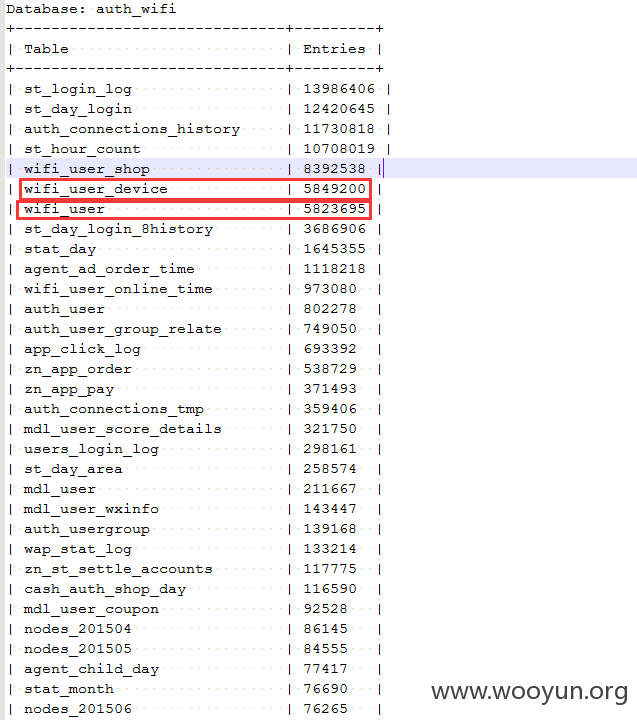 Database: auth_wifi
+------------------------------+---------+
| Table | Entries |
+------------------------------+---------+
| st_login_log | 13986406 |
| st_day_login | 12420645 |
| auth_connections_history | 11730818 |
| st_hour_count | 10708019 |
| wifi_user_shop | 8392538 |
| wifi_user_device | 5849200 |
| wifi_user | 5823695 |
| st_day_login_8history | 3686906 |
| stat_day | 1645355 |
| agent_ad_order_time | 1118218 |
| wifi_user_online_time | 973080 |
| auth_user | 802278 |
| auth_user_group_relate | 749050 |
| app_click_log | 693392 |
| zn_app_order | 538729 |
| zn_app_pay | 371493 |
| auth_connections_tmp | 359406 |
| mdl_user_score_details | 321750 |
| users_login_log | 298161 |
| st_day_area | 258574 |
| mdl_user | 211667 |
| mdl_user_wxinfo | 143447 |
| auth_usergroup | 139168 |
| wap_stat_log | 133214 |
| zn_st_settle_accounts | 117775 |
| cash_auth_shop_day | 116590 |
| mdl_user_coupon | 92528 |
| nodes_201504 | 86145 |
| nodes_201505 | 84555 |
| agent_child_day | 77417 |
| stat_month | 76690 |
| nodes_201506 | 76265 |
www.wooyun.org